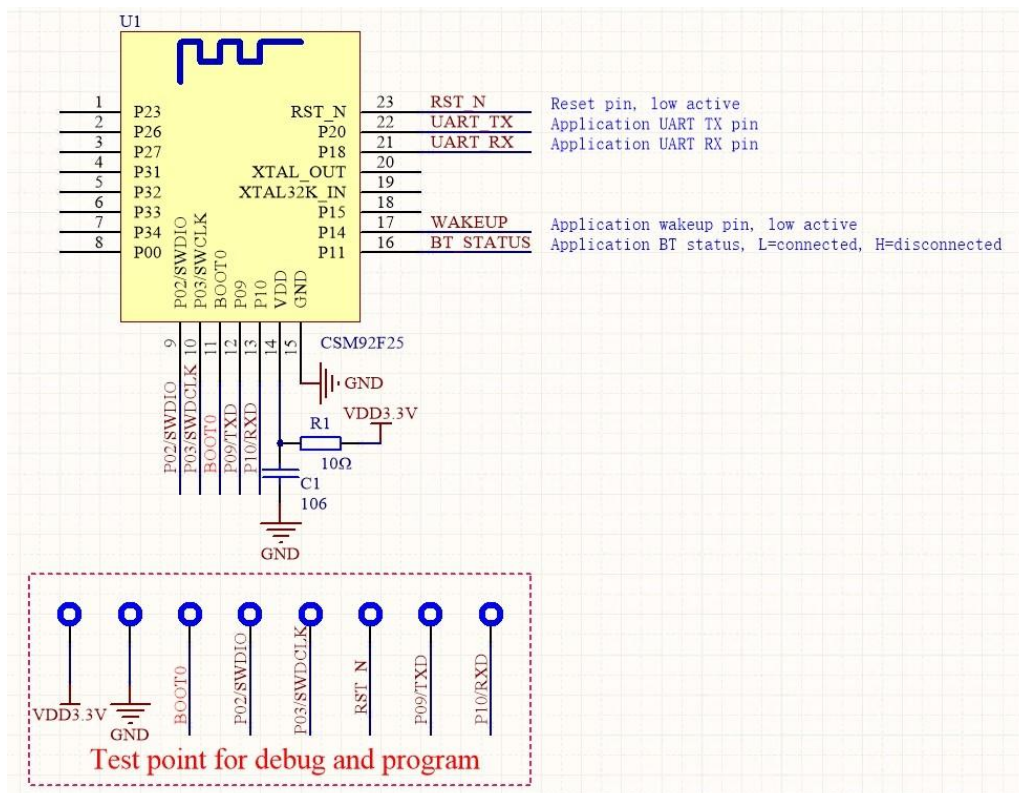 U1
1 P23 RST_N 23 RST_N Reset pin, low active
2 P26 P20 22 UART_TX Application UART TX pin
3 P27 P18 21 UART_RX Application UART RX pin
4 P31 XTAL_OUT 20
5 P32 XTAL32K_IN 19
6 P33 P15 18
7 P34 P14 17 WAKEUP Application wakeup pin, low active
8 P00 P11 16 BT_STATUS Application BT status, L=connected, H=disconnected
P02/SWDIO
P03/SWCLK
BOOT0
P09
P10
VDD
GND
9
10
11
12
13
14
15
CSM92F25
P02/SWDIO
P03/SWDCLK
BOOT0
P09/TXD
P10/RXD
GND
VDD3.3V
R1
10Ω
C1
106
GND
VDD3.3V
GND
BOOT0
P02/SWDIO
P03/SWDCLK
RST_N
P09/TXD
P10/RXD
Test point for debug and program